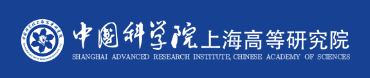 中国科学院上海高等研究院
SHANGHAI ADVANCED RESEARCH INSTITUTE, CHINESE ACADEMY OF SCIENCES